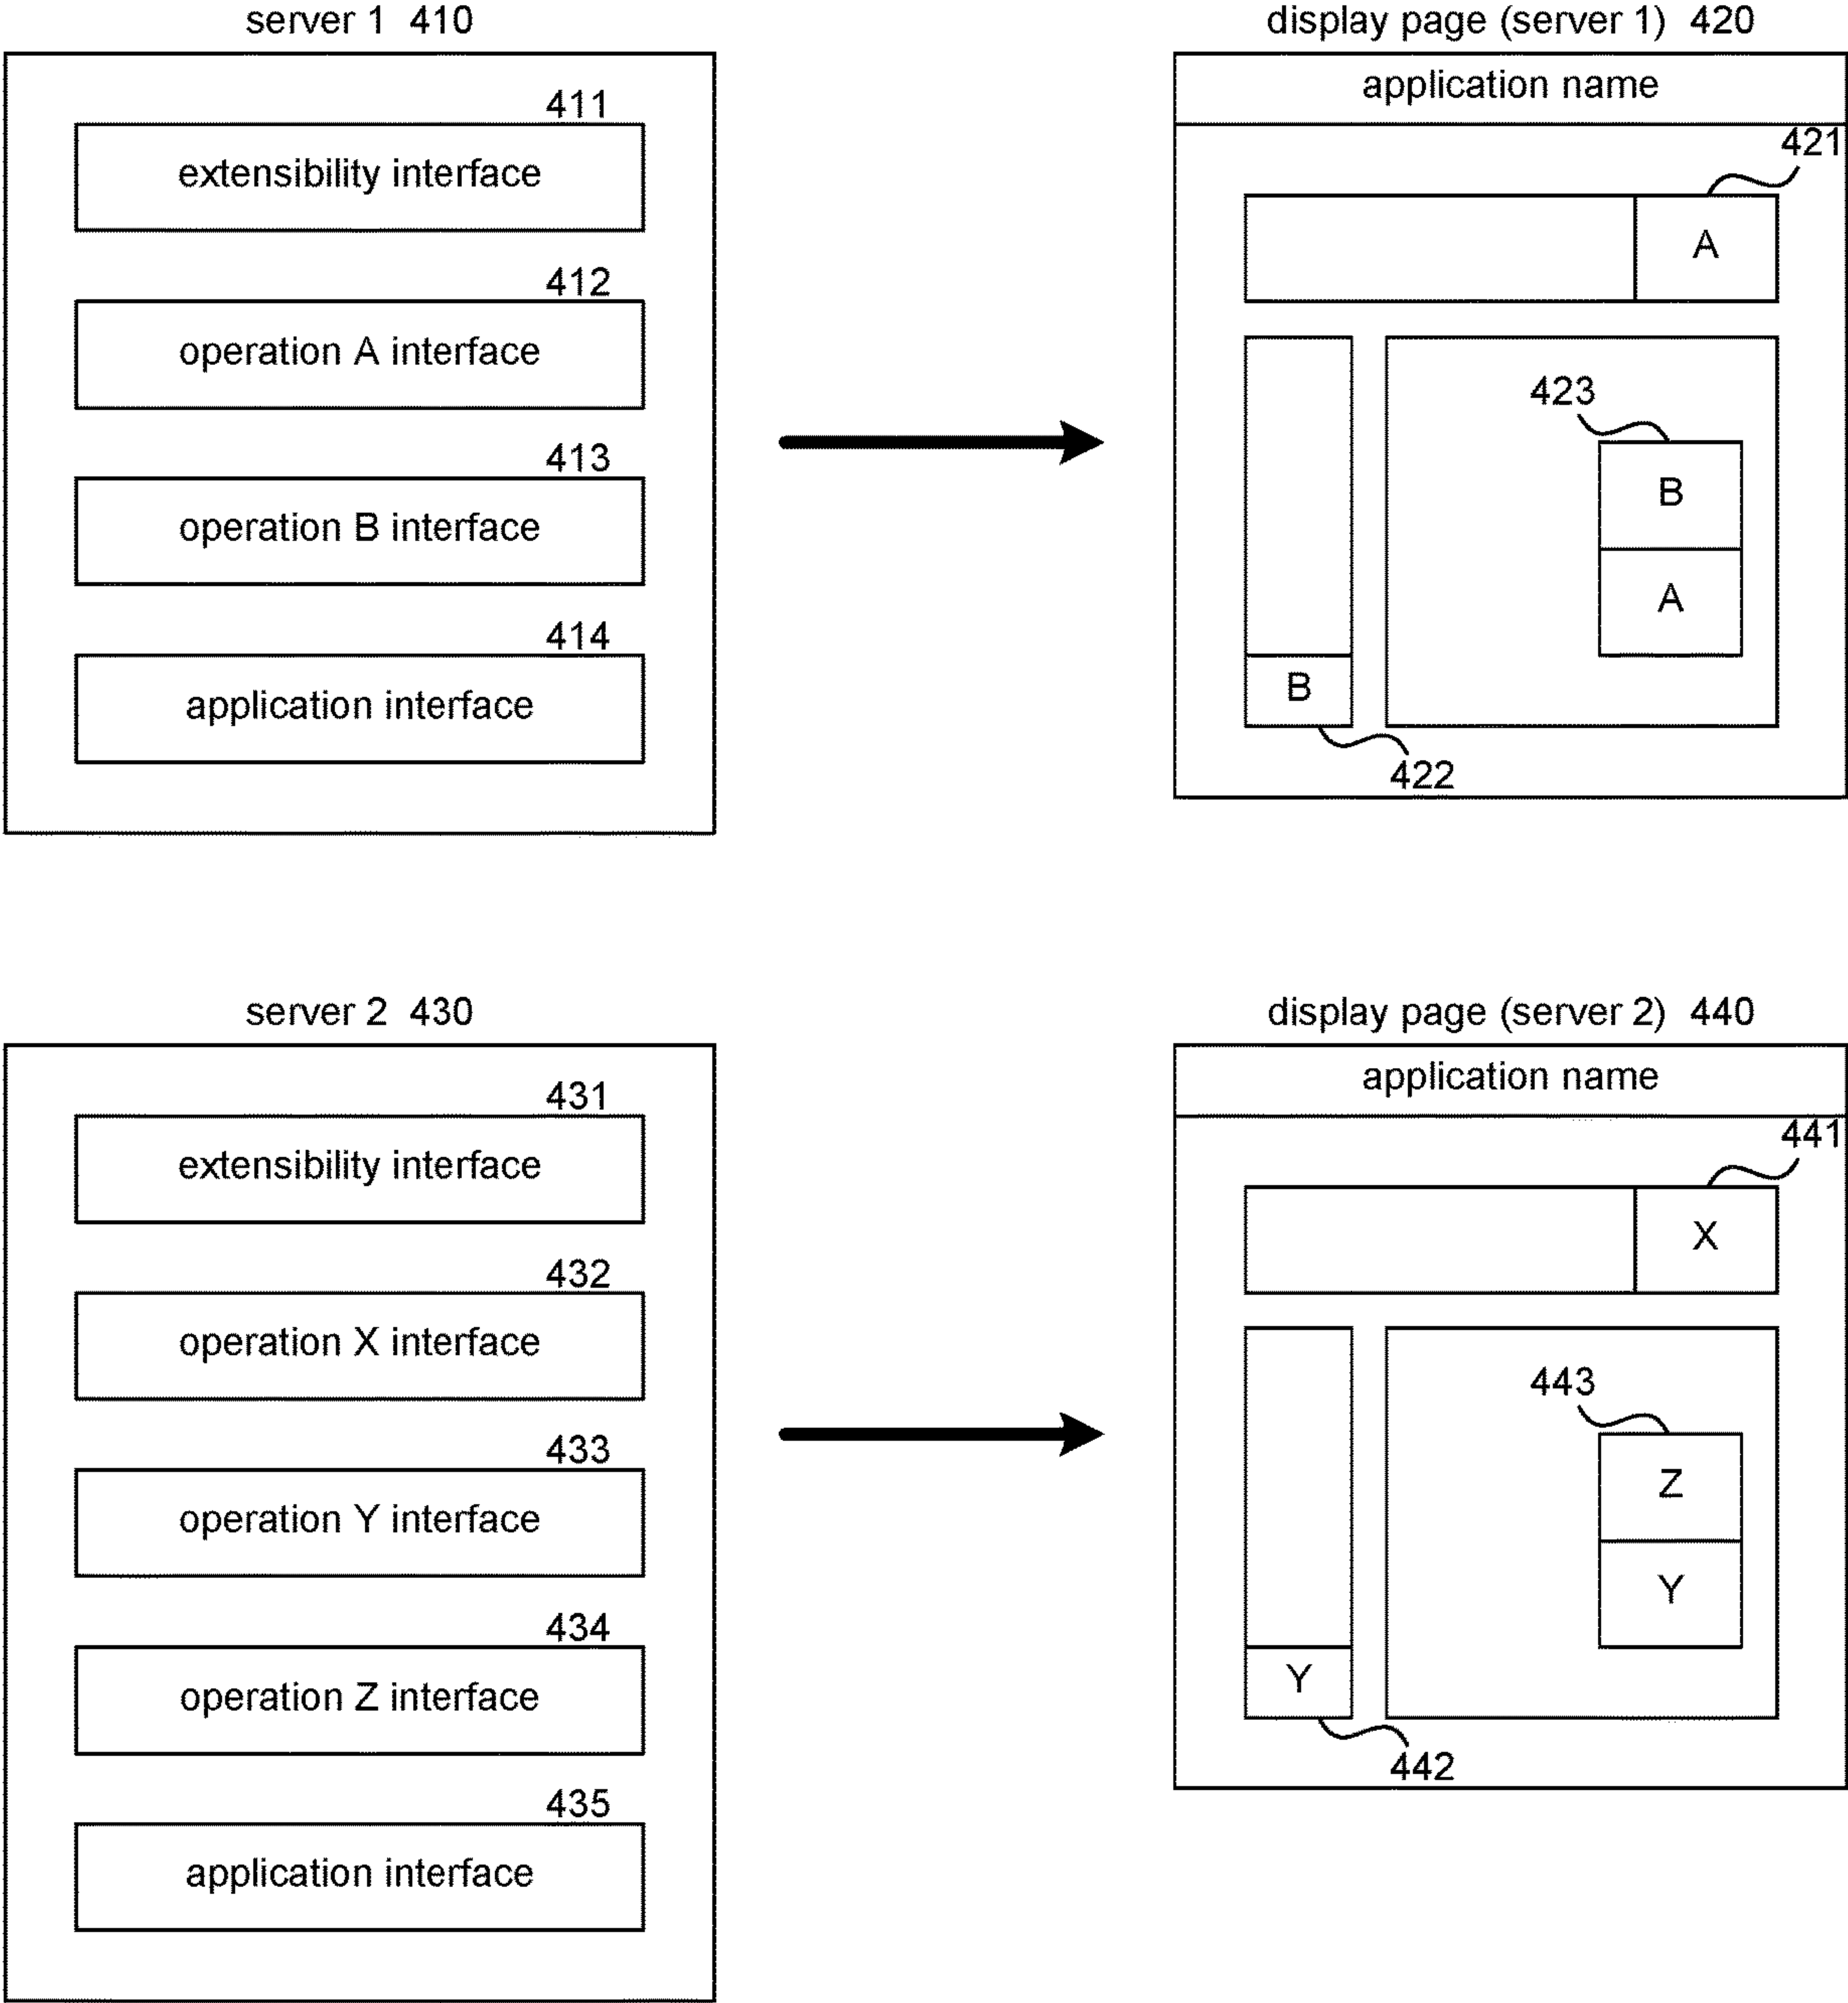 server 1 410
411
extensibility interface
412
operation A interface
413
operation B interface
414
application interface
display page (server 1) 420
application name
421
A
423
B
A
B
422
server 2 430
431
extensibility interface
432
operation X interface
433
operation Y interface
434
operation Z interface
435
application interface
display page (server 2) 440
application name
441
X
443
Z
Y
Y
442